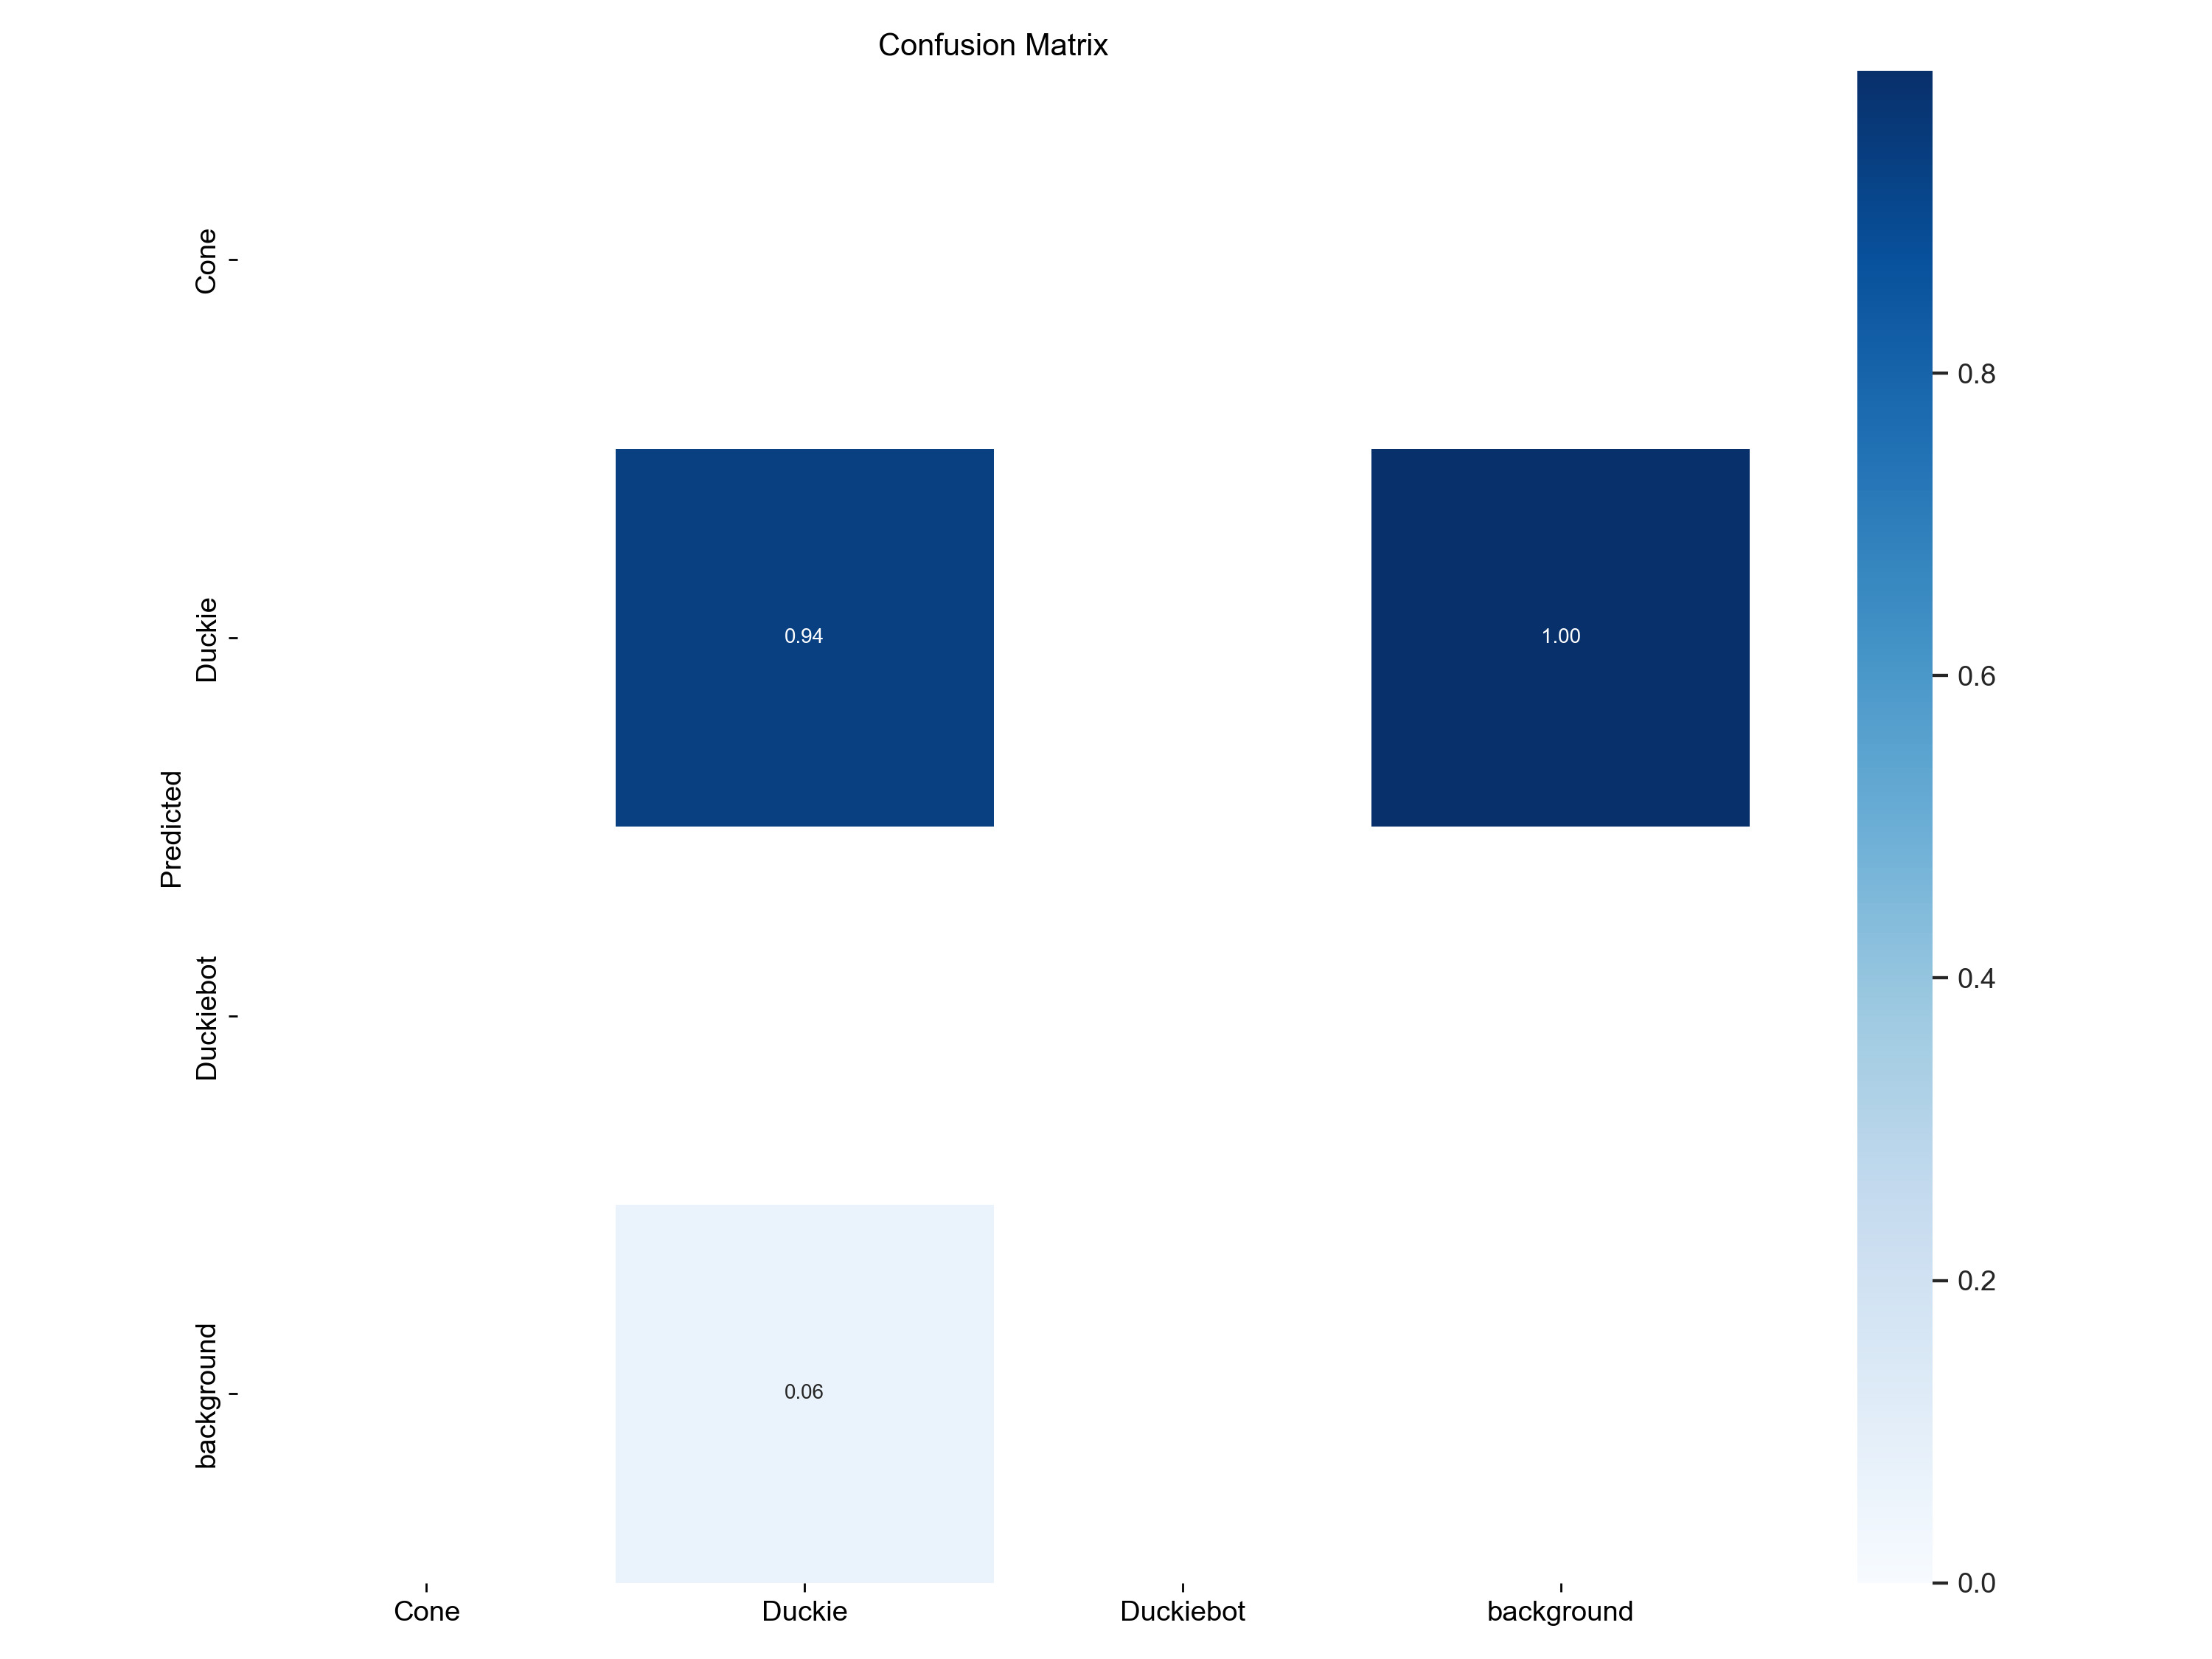 Confusion Matrix
Cone
Duckie
Duckiebot
background
Predicted
0.94
1.00
0.06
Cone
Duckie
Duckiebot
background
0.8
0.6
0.4
0.2
0.0